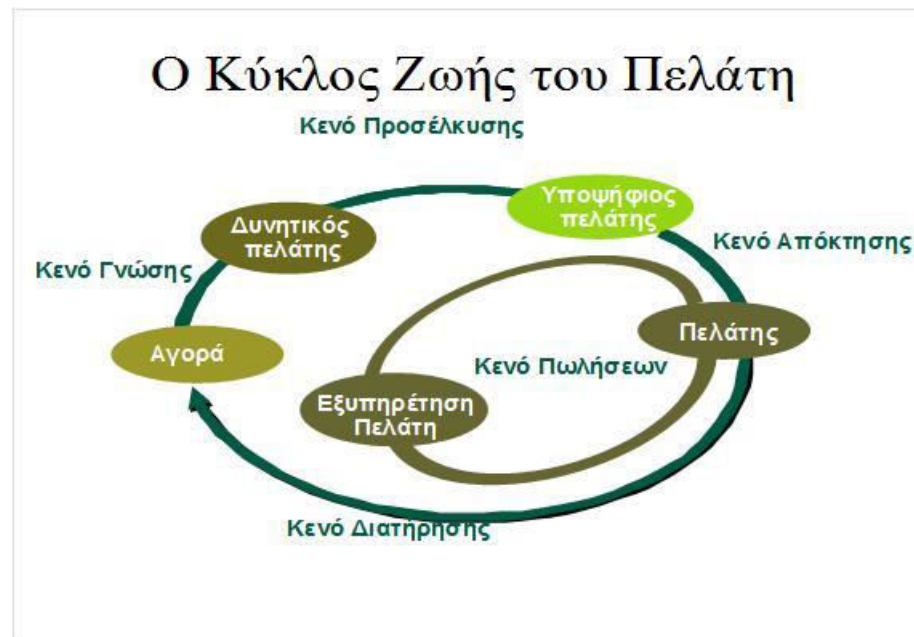 Ο Κύκλος Ζωής του Πελάτη
Κενό Προσέλκυσης
Υποψήφιος
πελάτης
Δυνητικός
πελάτης
Κενό Απόκτησης
Κενό Γνώσης
Πελάτης
Αγορά
Κενό Πωλήσεων
Εξυπηρέτηση
Πελάτη
Κενό Διατήρησης